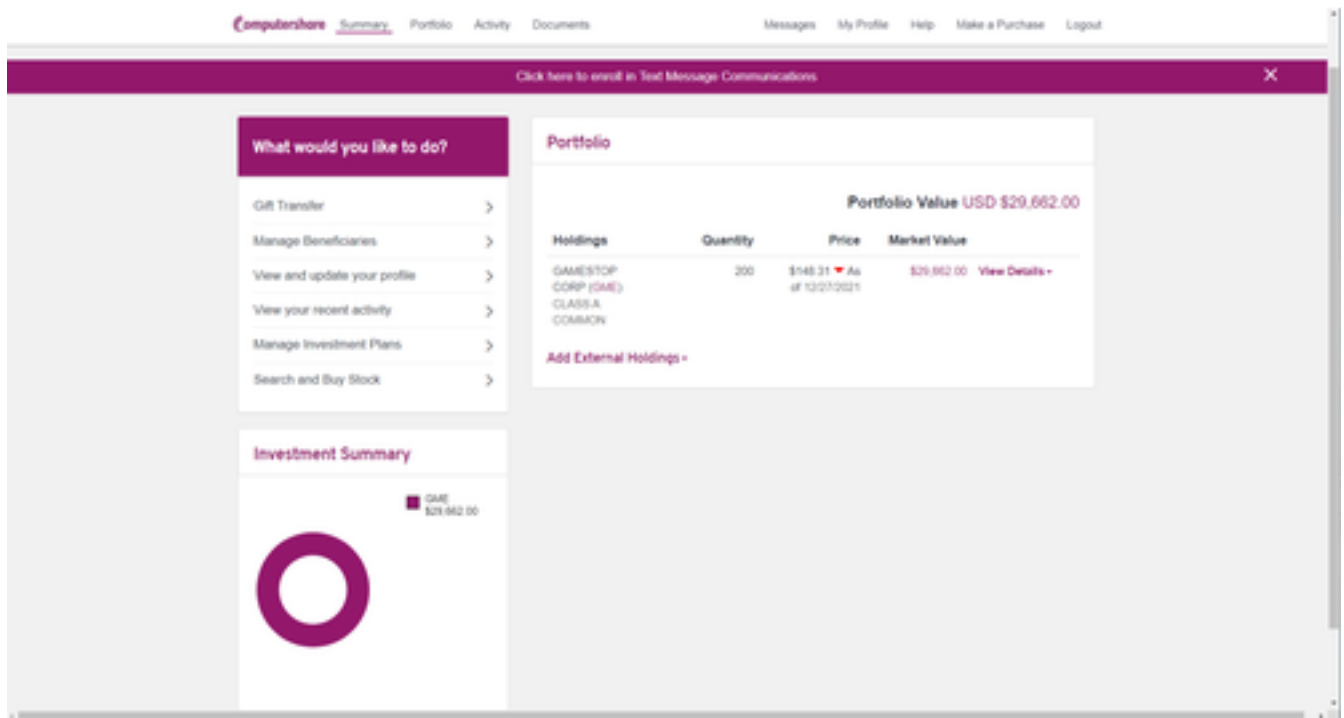 Computershare Summary Portfolio Activity Documents Messages My Profile Help Make a Purchase Logout
Click here to enroll in Text Message Communications
What would you like to do?
Gift Transfer
Manage Beneficiaries
View and update your profile
View your recent activity
Manage Investment Plans
Search and Buy Stock
Portfolio
Portfolio Value USD $29,662.00
Holdings Quantity Price Market Value
GAMESTOP 200 $148.31 As $29,662.00 View Details
CORP (GME) of 12/27/2021
CLASS A
COMMON
Add External Holdings
Investment Summary
GME
$29,662.00